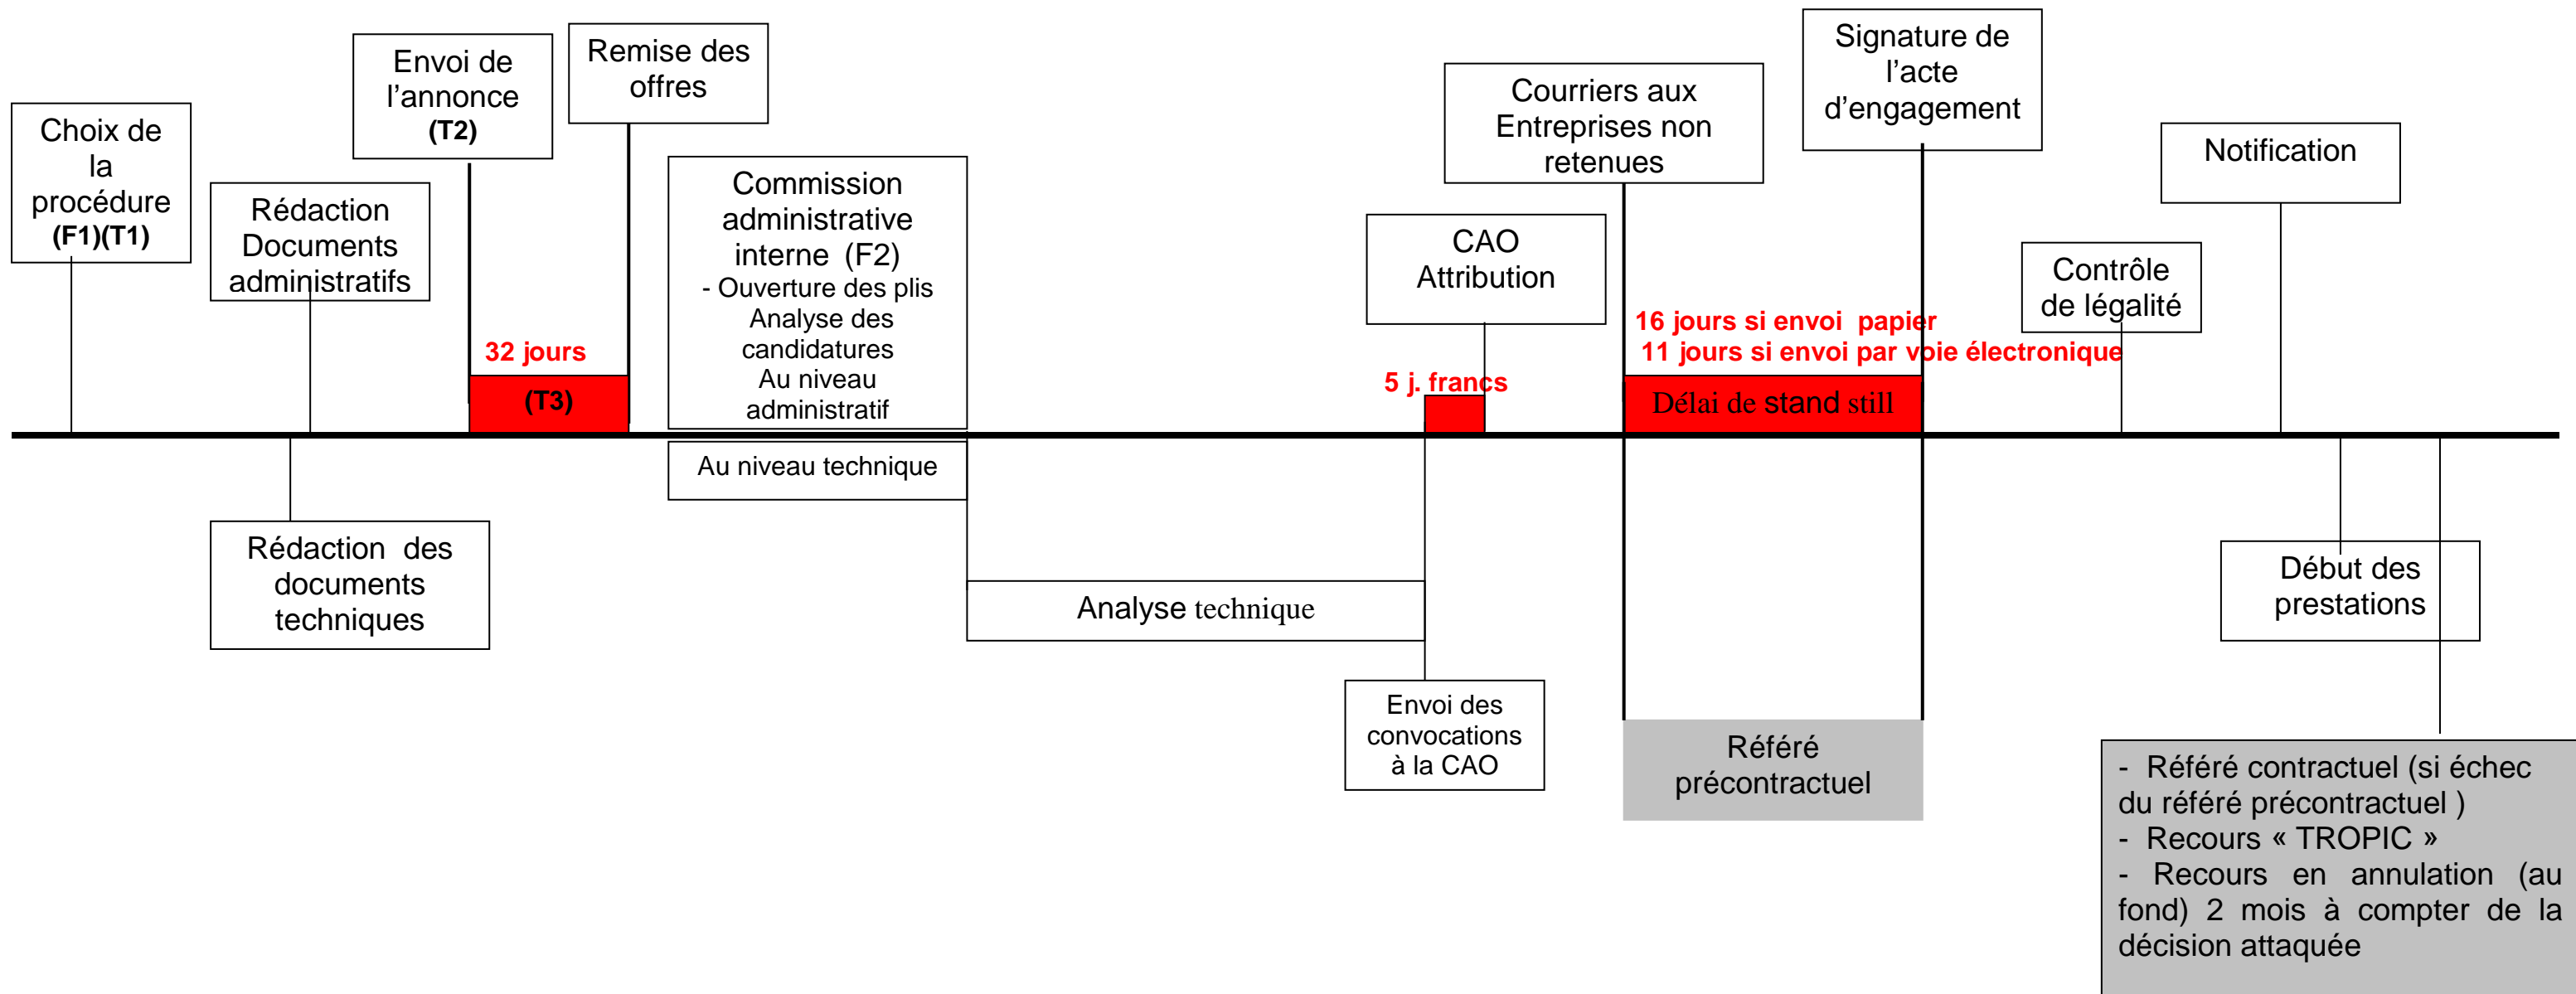 Choix de
la
procédure
(F1)(T1)
Rédaction
Documents
administratifs
Envoi de
l'annonce
(T2)
Remise des
offres
32 jours
(T3)
Commission
administrative
interne (F2)
- Ouverture des plis
Analyse des
candidatures
Au niveau
administratif
Au niveau technique
Rédaction des
documents
techniques
Analyse technique
5 j. francs
CAO
Attribution
Envoi des
convocations
à la CAO
Courriers aux
Entreprises non
retenues
Signature de
l'acte
d'engagement
16 jours si envoi papier
11 jours si envoi par voie électronique
Délai de stand still
Référé
précontractuel
Contrôle
de légalité
Notification
Début des
prestations
- Référé contractuel (si échec
du référé précontractuel )
- Recours « TROPIC »
- Recours en annulation (au
fond) 2 mois à compter de la
décision attaquée